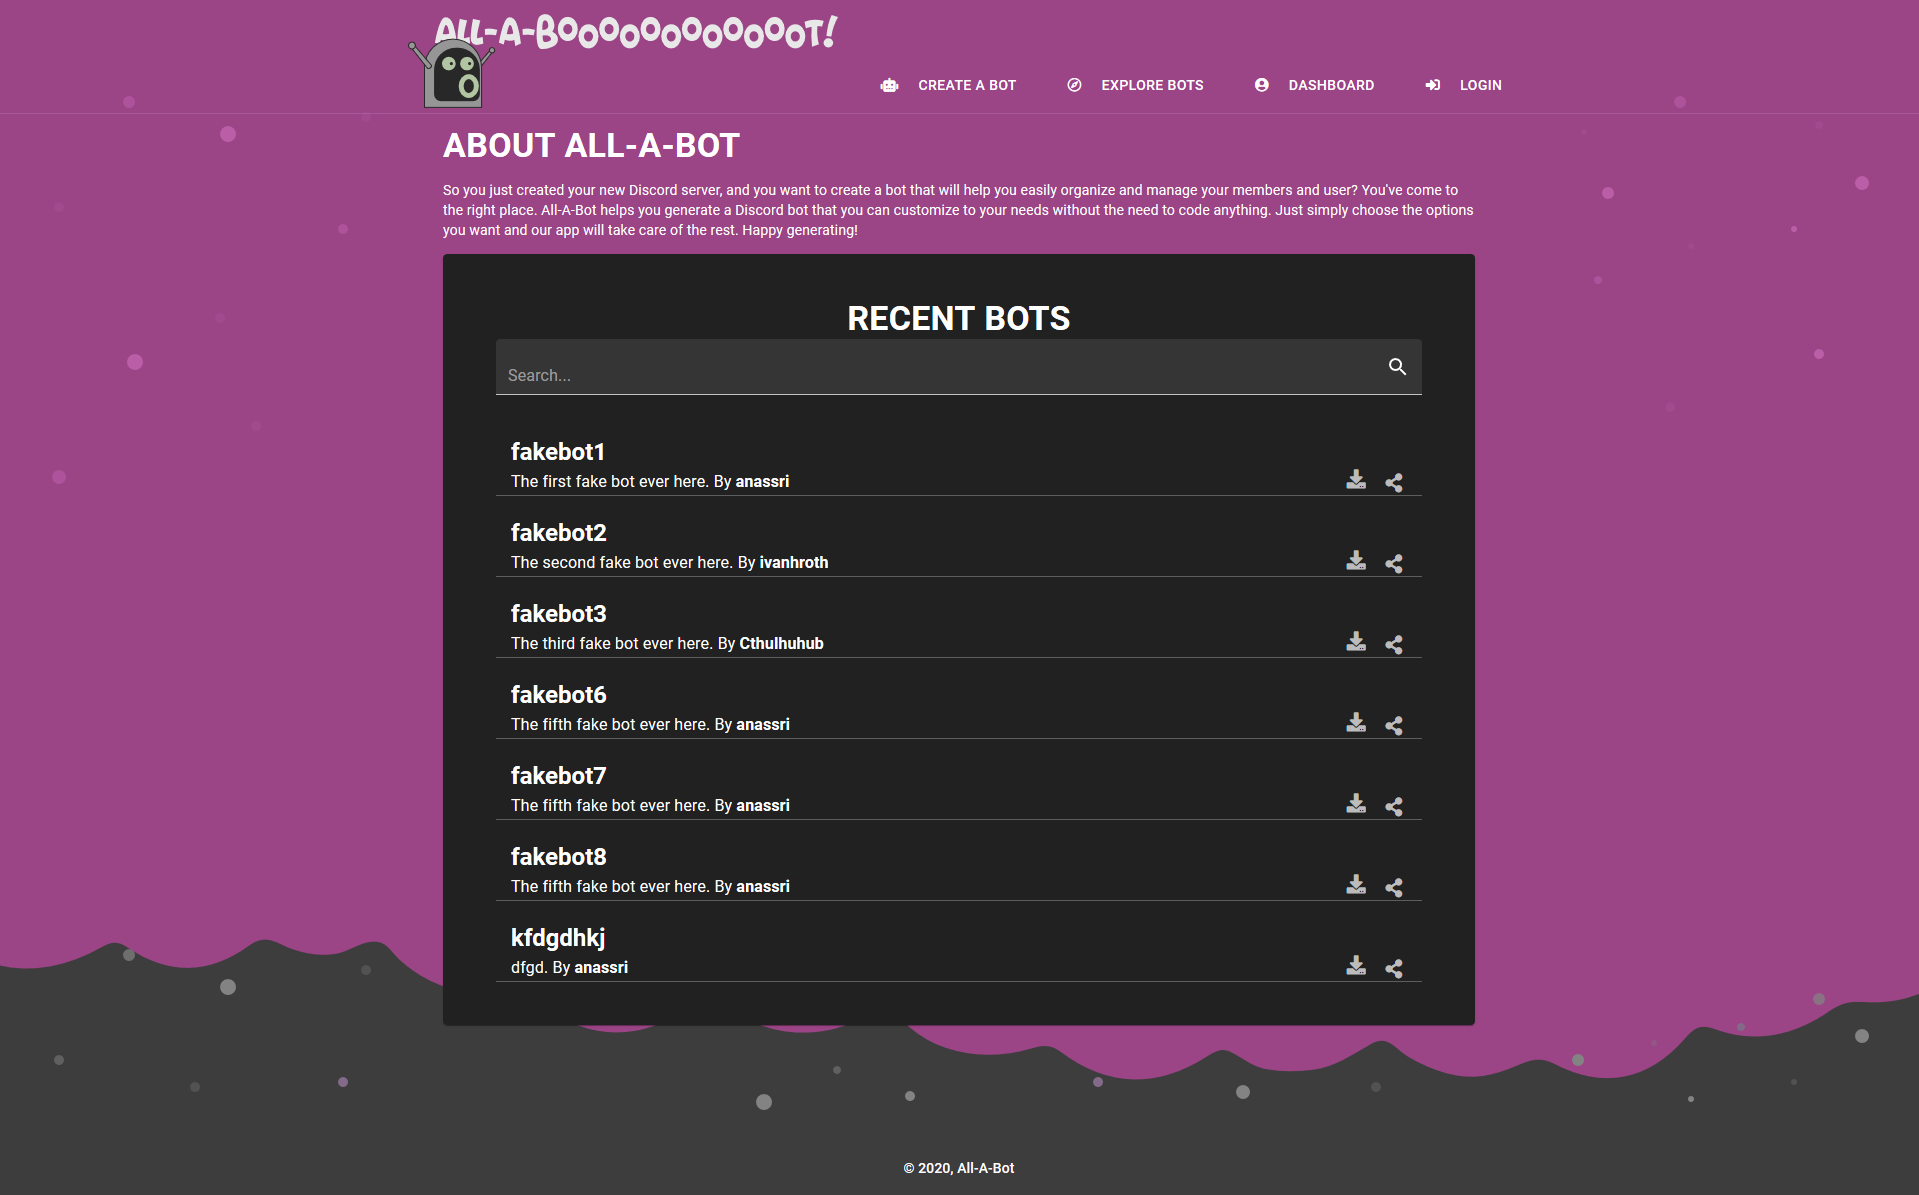 ALL-A-BOOOOOOOOOOOOT!
CREATE A BOT
EXPLORE BOTS
DASHBOARD
LOGIN
ABOUT ALL-A-BOT
So you just created your new Discord server, and you want to create a bot that will help you easily organize and manage your members and user? You've come to
the right place. All-A-Bot helps you generate a Discord bot that you can customize to your needs without the need to code anything. Just simply choose the options
you want and our app will take care of the rest. Happy generating!
RECENT BOTS
Search...
fakebot1
The first fake bot ever here. By anassri
fakebot2
The second fake bot ever here. By ivanhroth
fakebot3
The third fake bot ever here. By Cthulhuhub
fakebot6
The fifth fake bot ever here. By anassri
fakebot7
The fifth fake bot ever here. By anassri
fakebot8
The fifth fake bot ever here. By anassri
kfdgdhkj
dfgd. By anassri
© 2020, All-A-Bot